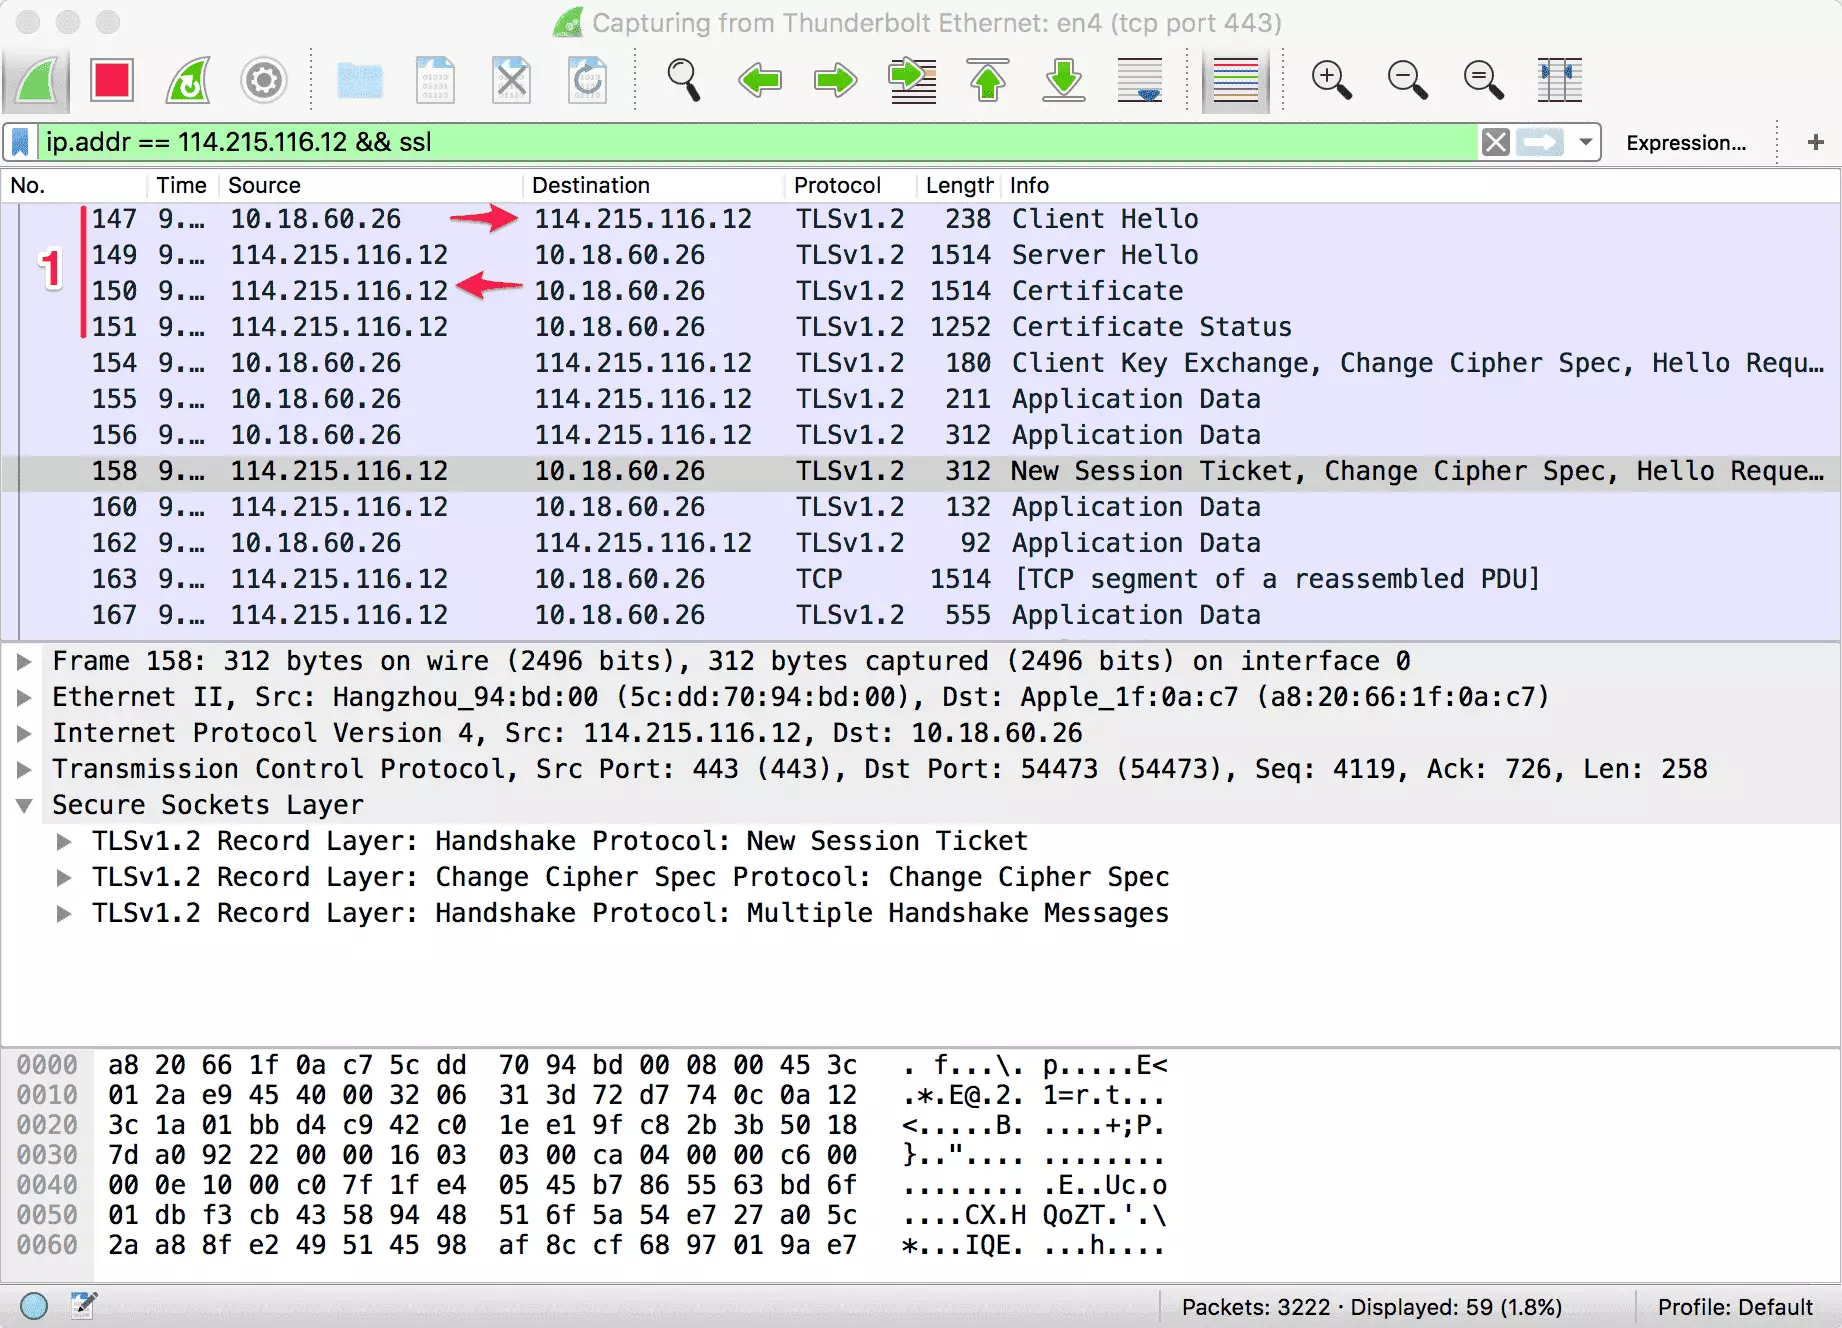 Capturing from Thunderbolt Ethernet: en4 (tcp port 443)
ip.addr == 114.215.116.12 && ssl Expression... +
No. Time Source Destination Protocol Length Info
1
147 9.… 10.18.60.26 114.215.116.12 TLSv1.2 238 Client Hello
149 9.… 114.215.116.12 10.18.60.26 TLSv1.2 1514 Server Hello
150 9.… 114.215.116.12 10.18.60.26 TLSv1.2 1514 Certificate
151 9.… 114.215.116.12 10.18.60.26 TLSv1.2 1252 Certificate Status
154 9.… 10.18.60.26 114.215.116.12 TLSv1.2 180 Client Key Exchange, Change Cipher Spec, Hello Requ…
155 9.… 10.18.60.26 114.215.116.12 TLSv1.2 211 Application Data
156 9.… 10.18.60.26 114.215.116.12 TLSv1.2 312 Application Data
158 9.… 114.215.116.12 10.18.60.26 TLSv1.2 312 New Session Ticket, Change Cipher Spec, Hello Reque…
160 9.… 114.215.116.12 10.18.60.26 TLSv1.2 132 Application Data
162 9.… 10.18.60.26 114.215.116.12 TLSv1.2 92 Application Data
163 9.… 114.215.116.12 10.18.60.26 TCP 1514 [TCP segment of a reassembled PDU]
167 9.… 114.215.116.12 10.18.60.26 TLSv1.2 555 Application Data
Frame 158: 312 bytes on wire (2496 bits), 312 bytes captured (2496 bits) on interface 0
Ethernet II, Src: Hangzhou_94:bd:00 (5c:dd:70:94:bd:00), Dst: Apple_1f:0a:c7 (a8:20:66:1f:0a:c7)
Internet Protocol Version 4, Src: 114.215.116.12, Dst: 10.18.60.26
Transmission Control Protocol, Src Port: 443 (443), Dst Port: 54473 (54473), Seq: 4119, Ack: 726, Len: 258
Secure Sockets Layer
TLSv1.2 Record Layer: Handshake Protocol: New Session Ticket
TLSv1.2 Record Layer: Change Cipher Spec Protocol: Change Cipher Spec
TLSv1.2 Record Layer: Handshake Protocol: Multiple Handshake Messages
0000 a8 20 66 1f 0a c7 5c dd 70 94 bd 00 08 00 45 3c . f...\. p.....E<
0010 01 2a e9 45 40 00 32 06 31 3d 72 d7 74 0c 0a 12 .*.E@.2. 1=r.t...
0020 3c 1a 01 bb d4 c9 42 c0 1e e1 9f c8 2b 3b 50 18 <.....B. ....+;P.
0030 7d a0 92 22 00 00 16 03 03 00 ca 04 00 00 c6 00 }..".... ........
0040 00 0e 10 00 c0 7f 1f e4 05 45 b7 86 55 63 bd 6f ........ .E..Uc.o
0050 01 db f3 cb 43 58 94 48 51 6f 5a 54 e7 27 a0 5c ....CX.H QoZT.'.\
0060 2a a8 8f e2 49 51 45 98 af 8c cf 68 97 01 9a e7 *...IQE. ...h....
Packets: 3222 · Displayed: 59 (1.8%) Profile: Default